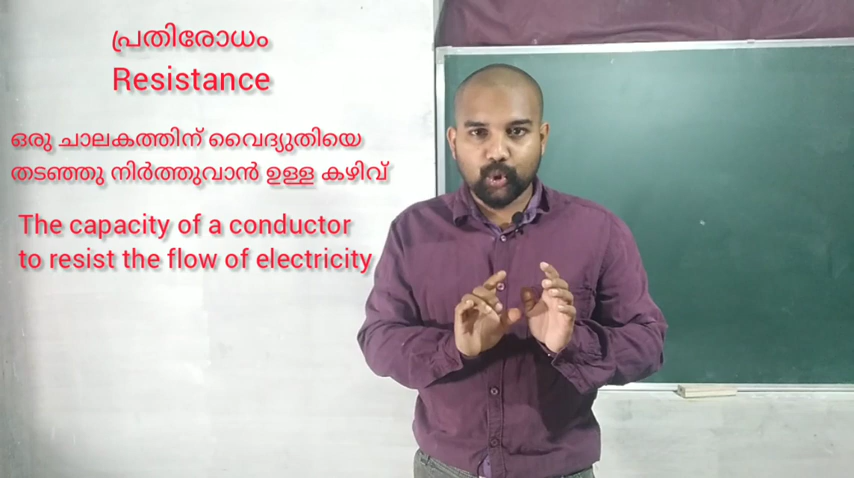 പ്രതിരോധം
Resistance
ഒരു ചാലകത്തിന് വൈദ്യുതിയെ
തടഞ്ഞു നിർത്തുവാൻ ഉള്ള കഴിവ്
The capacity of a conductor
to resist the flow of electricity